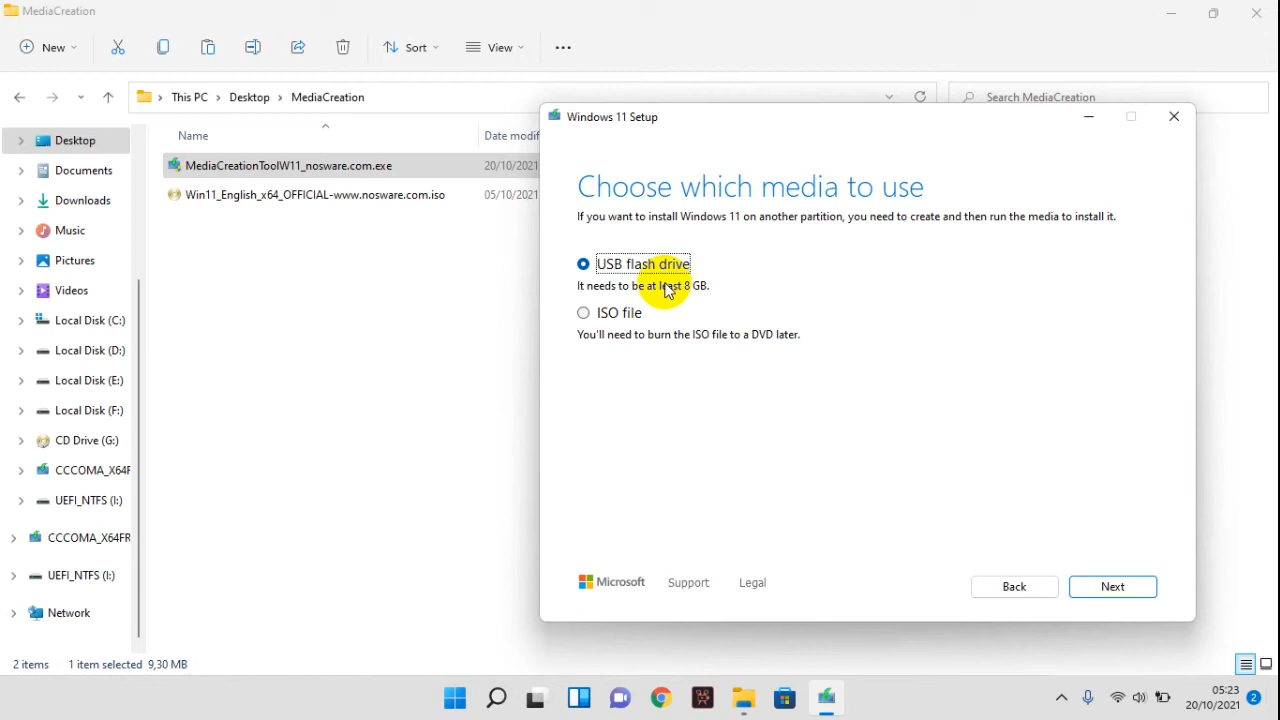 MediaCreation
New
Sort
View
This PC > Desktop > MediaCreation
Search MediaCreation
Name
Date modif
Desktop
Documents
Downloads
Music
Pictures
Videos
Local Disk (C:)
Local Disk (D:)
Local Disk (E:)
Local Disk (F:)
CD Drive (G:)
CCCOMA_X64F
UEFI_NTFS (I:)
CCCOMA_X64FR
UEFI_NTFS (I:)
Network
MediaCreationToolW11_nosware.com.exe
20/10/2021
Win11_English_x64_OFFICIAL-www.nosware.com.iso
05/10/2021
Windows 11 Setup
Choose which media to use
If you want to install Windows 11 on another partition, you need to create and then run the media to install it.
USB flash drive
It needs to be at least 8 GB.
ISO file
You'll need to burn the ISO file to a DVD later.
Microsoft
Support
Legal
Back
Next
2 items
1 item selected 9,30 MB
05:23
20/10/2021
2